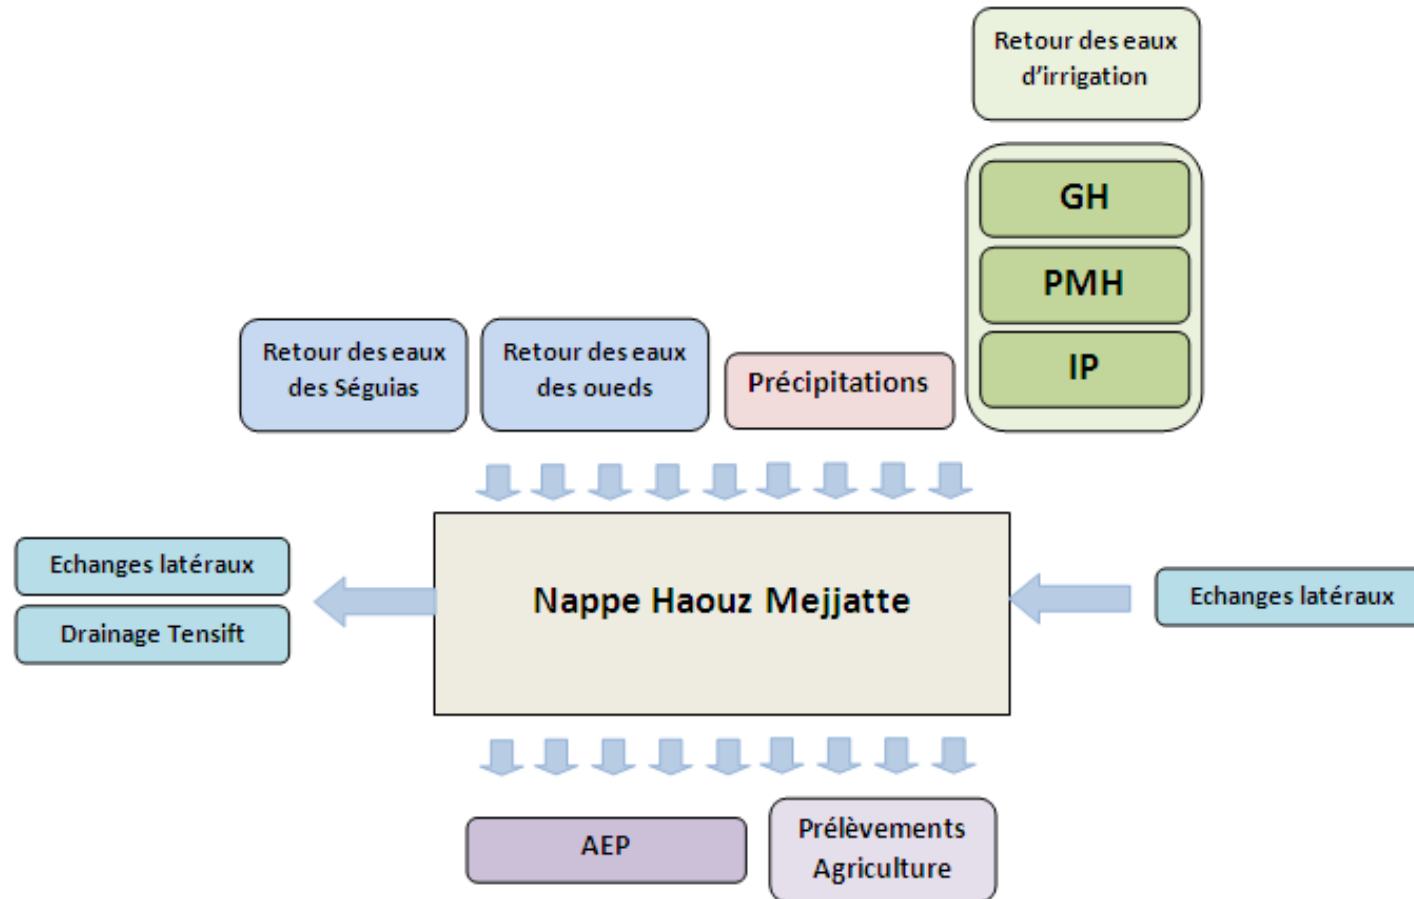 Retour des eaux
d'irrigation
GH
PMH
IP
Retour des eaux
des Séguias
Retour des eaux
des oueds
Précipitations
Echanges latéraux
Drainage Tensift
Nappe Haouz Mejjatte
Echanges latéraux
AEP
Prélèvements
Agriculture